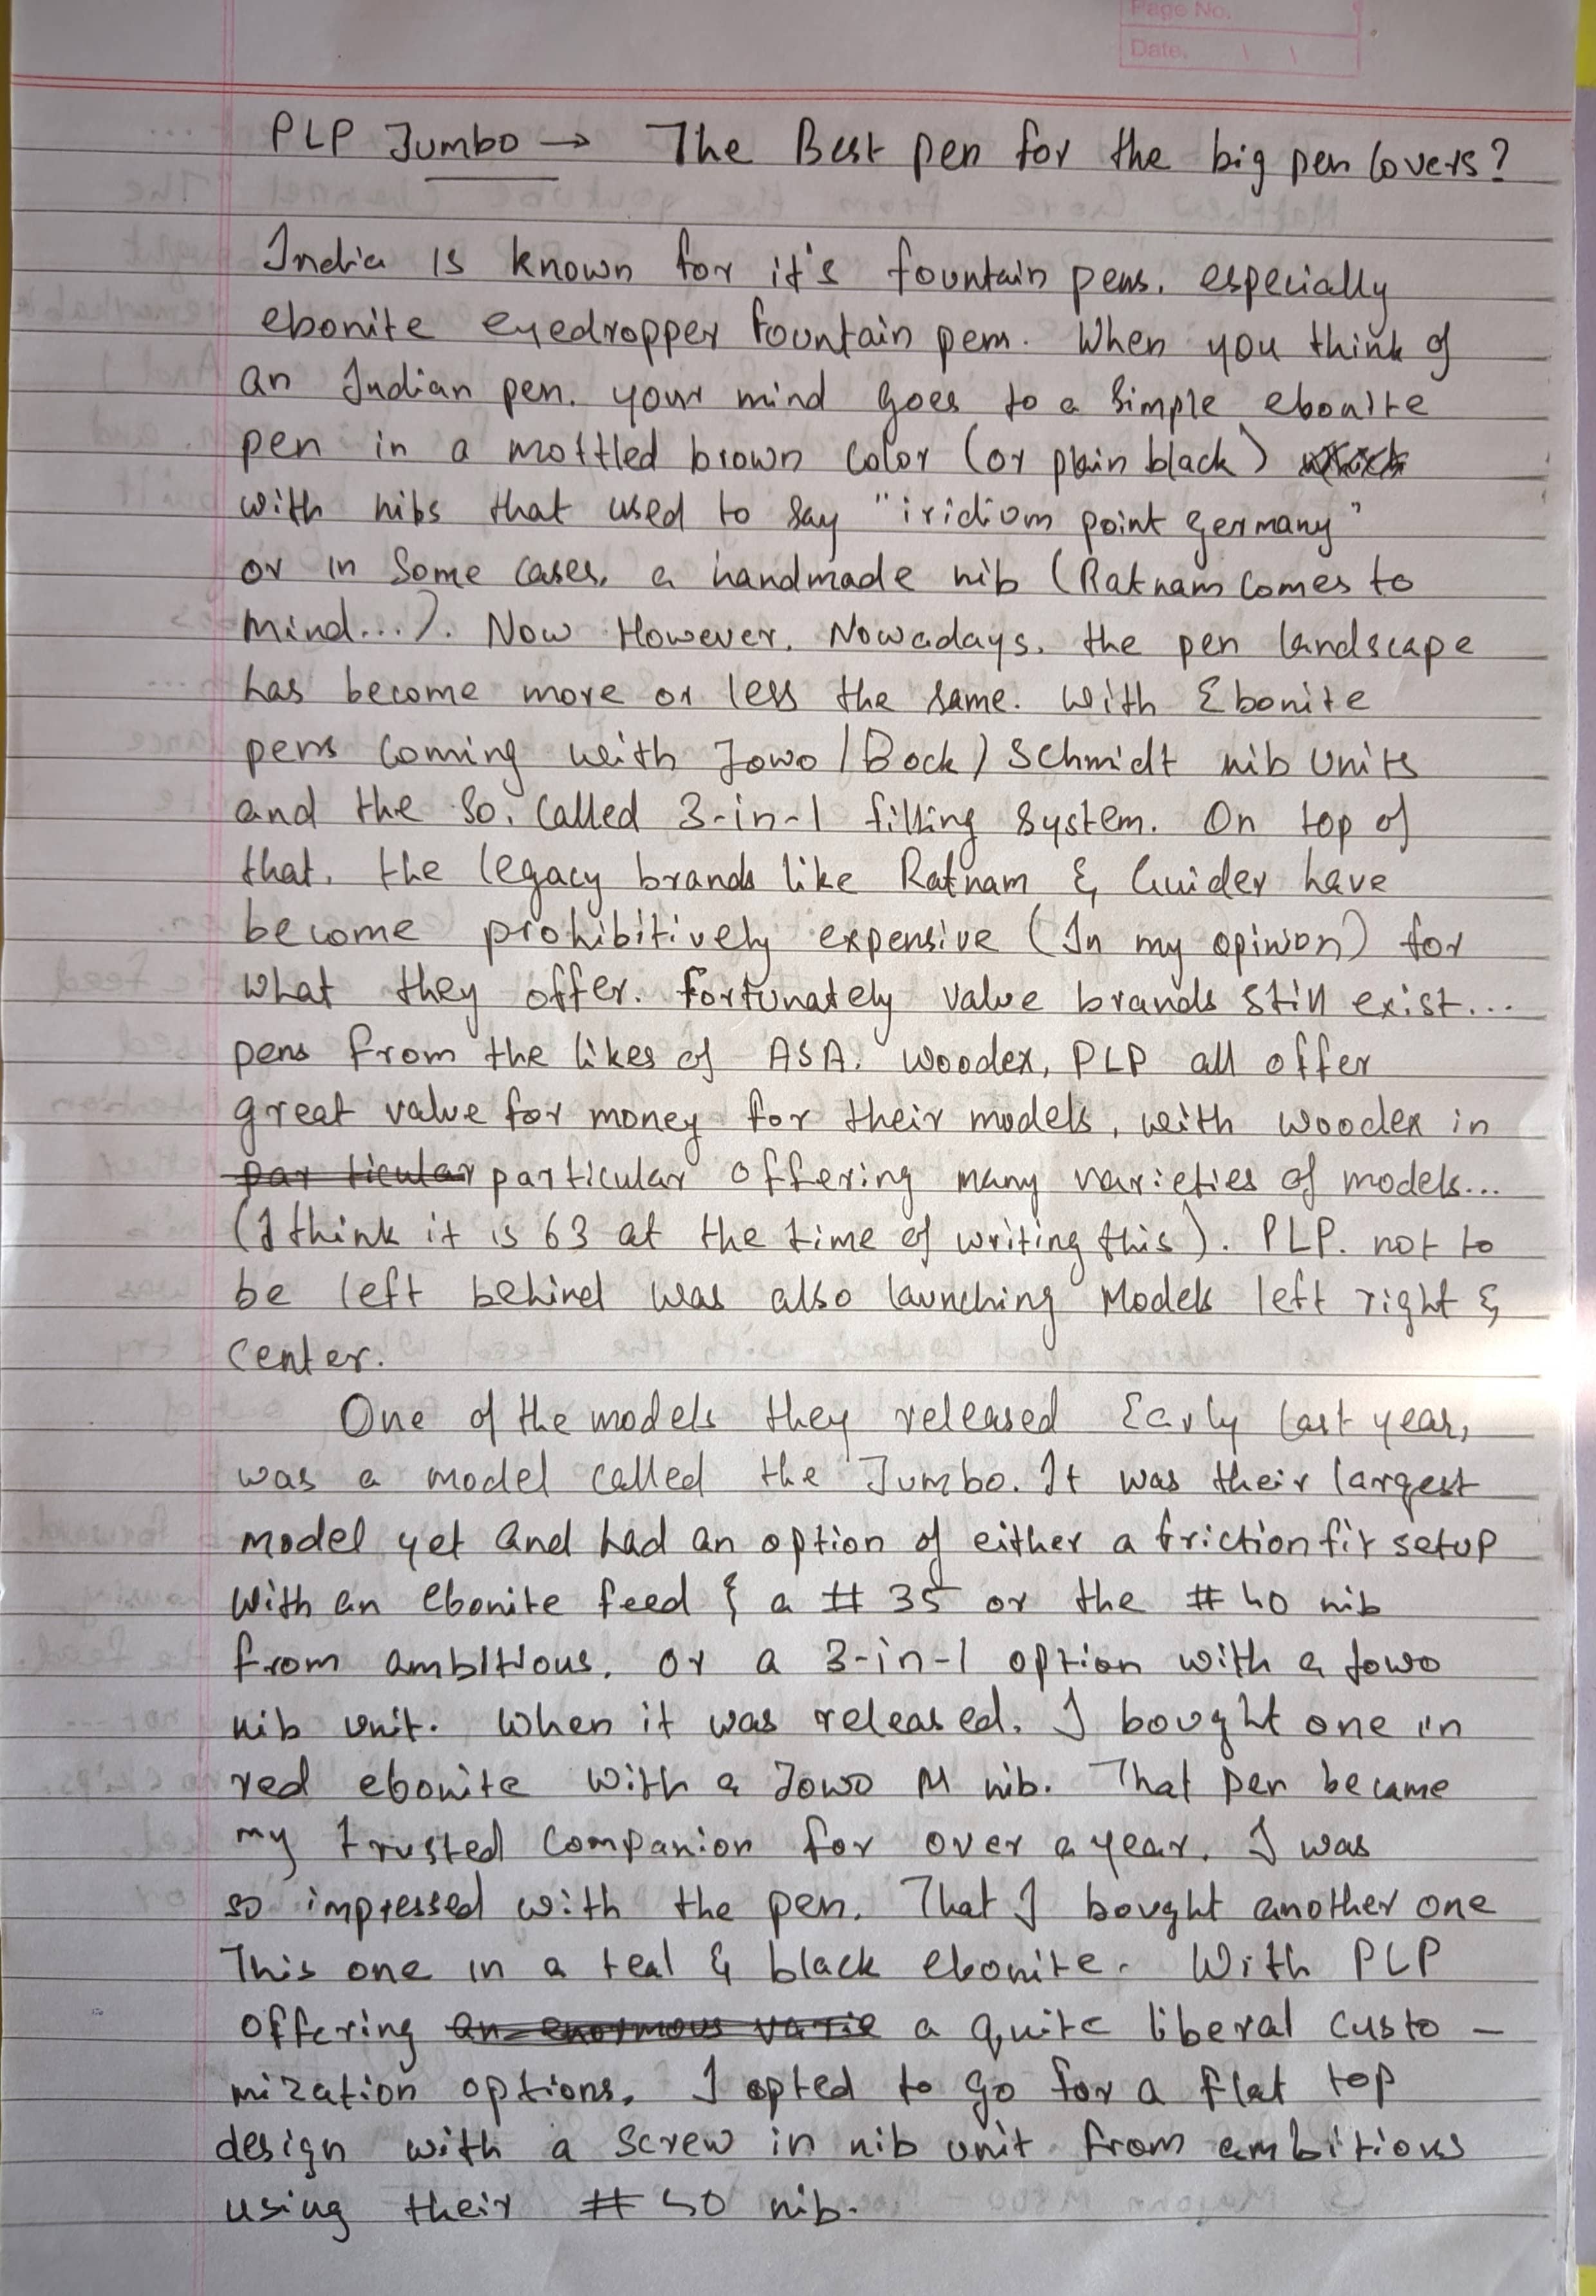 Page No.
Date.
PLP Jumbo → The Best pen for the big pen lovers?
India is known for it's fountain pens, especially
ebonite eyedropper fountain pens. When you think of
an Indian pen, your mind goes to a simple ebonite
pen in a mottled brown color (or plain black)
with nibs that used to say "iridium point Germany"
or in some cases, a handmade nib (Ratnam comes to
mind...). Now However, Nowadays, the pen landscape
has become more or less the same. With Ebonite
pens coming with Jowo/Bock/Schmidt nib units
and the so, called 3-in-1 filling system. On top of
that, the legacy brands like Ratnam & Guider have
become prohibitively expensive (In my opinion) for
what they offer. Fortunately value brands still exist...
pens from the likes of ASA, Woodex, PLP all offer
great value for money for their models, with Woodex in
par ticular particular offering many varieties of models...
(I think it is 63 at the time of writing this). PLP, not to
be left behind was also launching Models left right &
center.
One of the models they released Early last year,
was a model called the Jumbo. It was their largest
model yet and had an option of either a friction fit setup
with an ebonite feed & a # 35 or the # 40 nib
from ambitious, or a 3-in-1 option with a Jowo
nib unit. When it was released, I bought one in
red ebonite with a Jowo M nib. That pen became
my trusted companion for over a year. I was
so impressed with the pen, That I bought another one
This one in a teal & black ebonite. With PLP
offering an enormous varie a quite liberal custo-
mization options, I opted to go for a flat top
design with a screw in nib unit from ambitious
using their # nib.